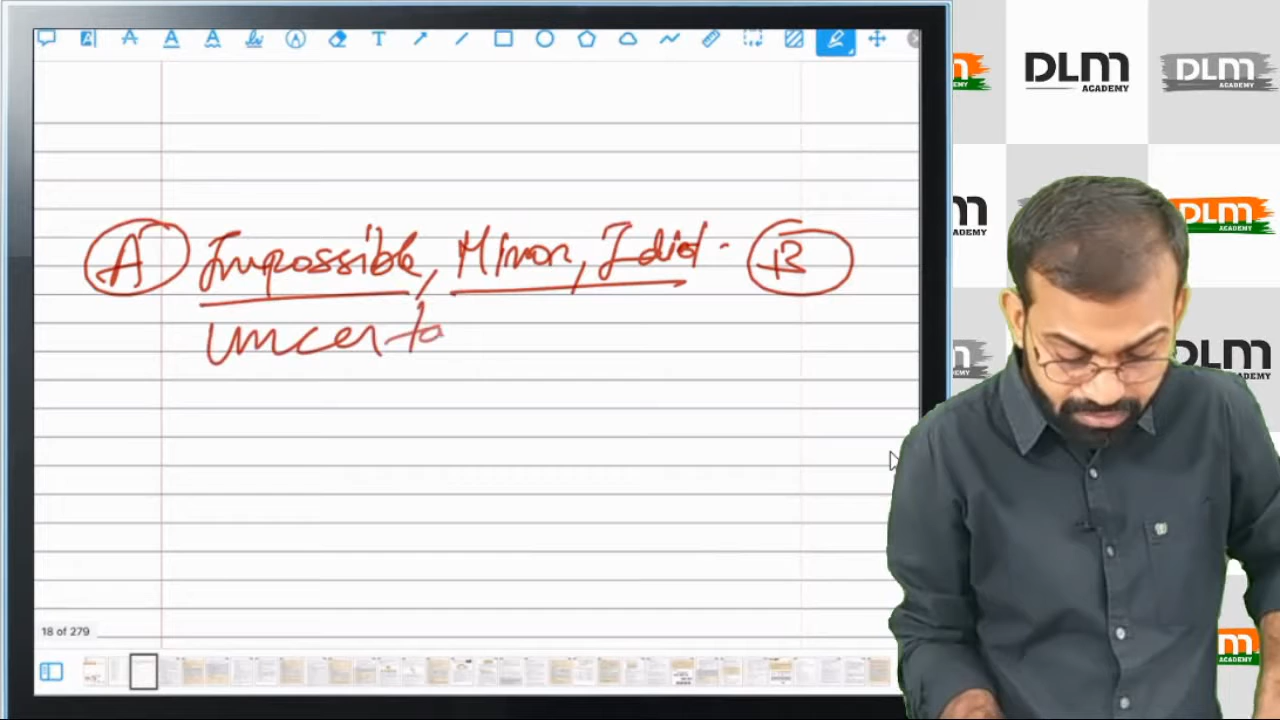 DLM
ACADEMY
DLM
ACADEMY
A Impossible, Minor, Idiot. B
uncerta
18 of 279